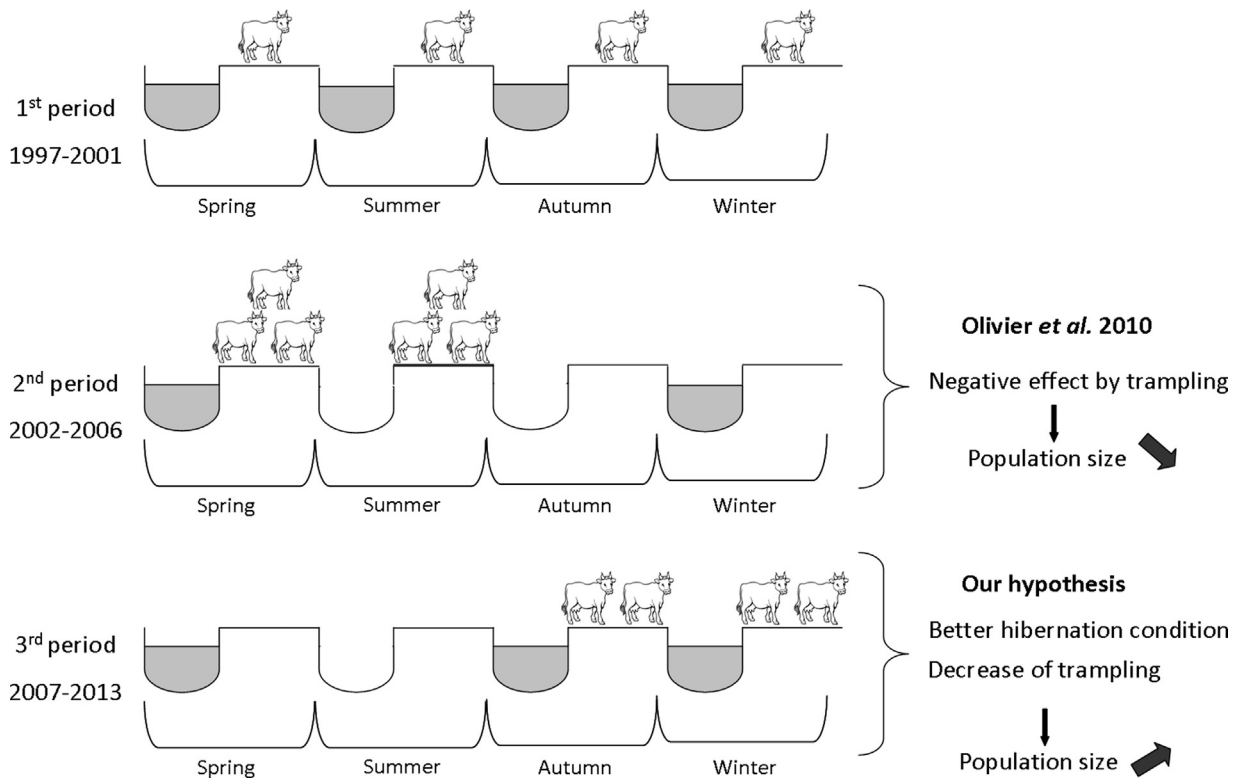 1st period
1997-2001
Spring Summer Autumn Winter
2nd period
2002-2006
Spring Summer Autumn Winter
Olivier et al. 2010
Negative effect by trampling
Population size
3rd period
2007-2013
Spring Summer Autumn Winter
Our hypothesis
Better hibernation condition
Decrease of trampling
Population size